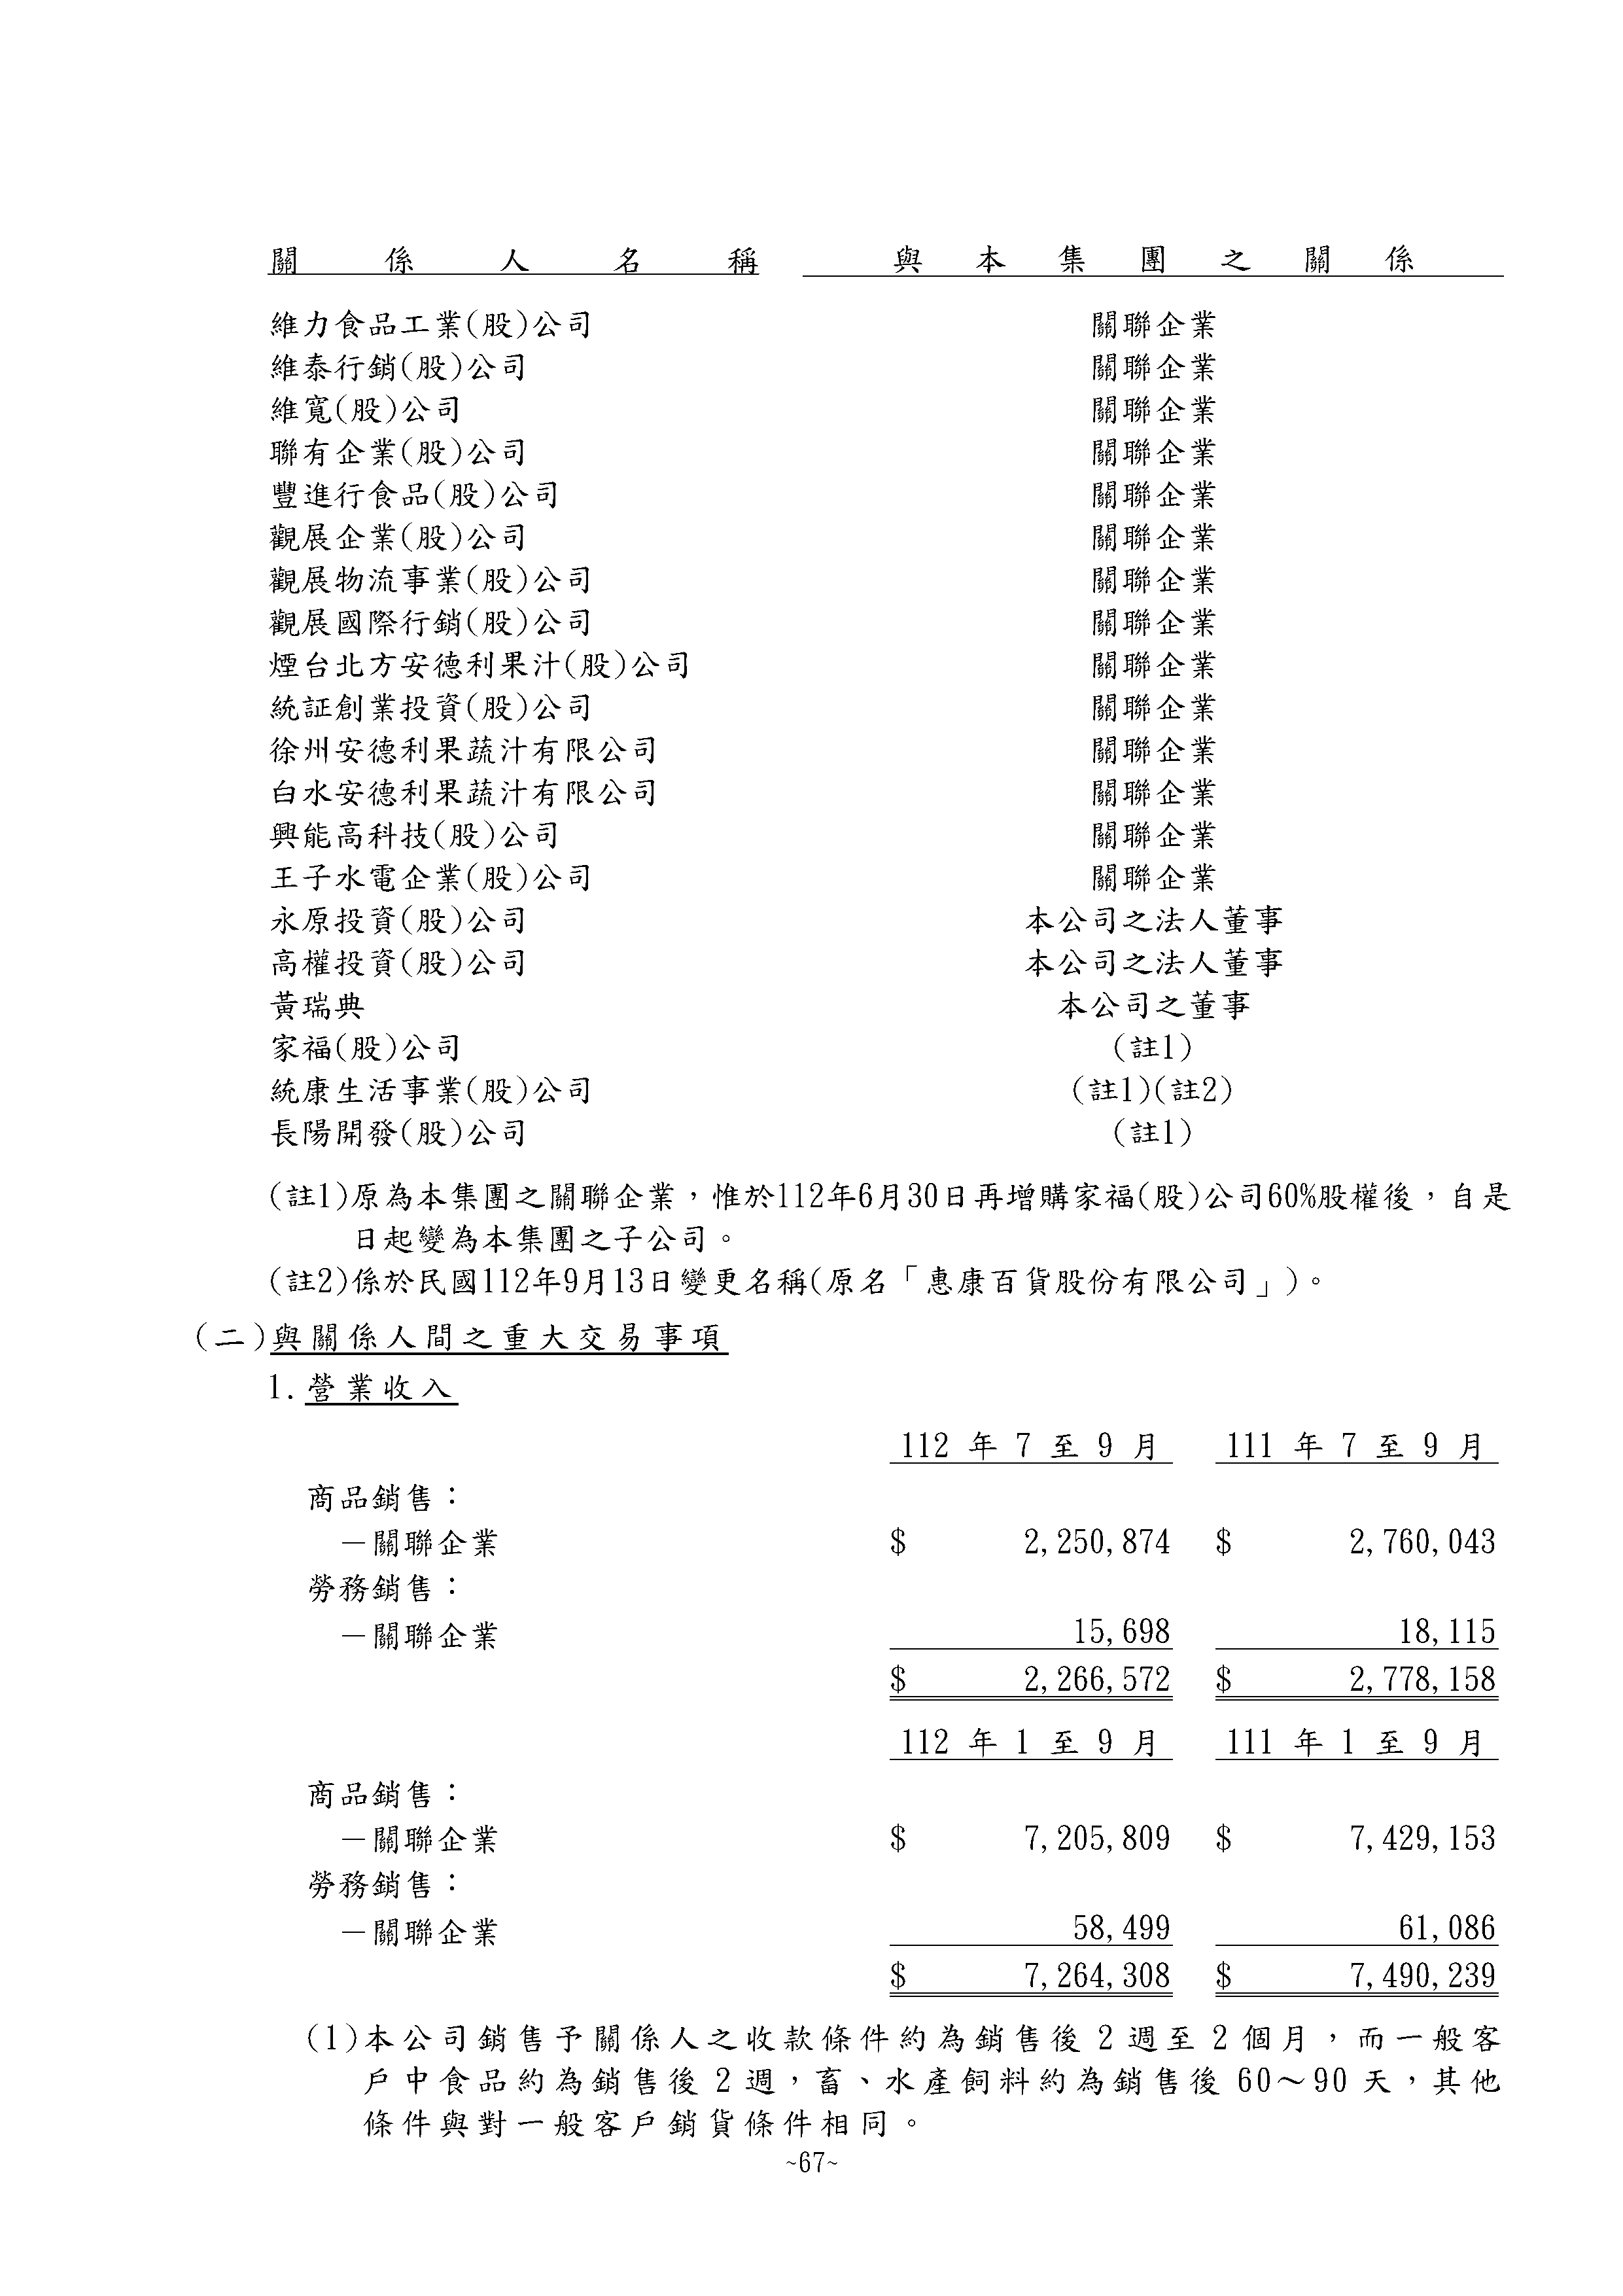 關係人名稱 與本集團之關係
維力食品工業(股)公司 關聯企業
維泰行銷(股)公司 關聯企業
維寬(股)公司 關聯企業
聯有企業(股)公司 關聯企業
豐進行食品(股)公司 關聯企業
觀展企業(股)公司 關聯企業
觀展物流事業(股)公司 關聯企業
觀展國際行銷(股)公司 關聯企業
煙台北方安德利果汁(股)公司 關聯企業
統証創業投資(股)公司 關聯企業
徐州安德利果蔬汁有限公司 關聯企業
白水安德利果蔬汁有限公司 關聯企業
興能高科技(股)公司 關聯企業
王子水電企業(股)公司 關聯企業
永原投資(股)公司 本公司之法人董事
高權投資(股)公司 本公司之法人董事
黃瑞典 本公司之董事
家福(股)公司 (註1)
統康生活事業(股)公司 (註1)(註2)
長陽開發(股)公司 (註1)
(註1)原為本集團之關聯企業，惟於112年6月30日再增購家福(股)公司60%股權後，自是
日起變為本集團之子公司。
(註2)係於民國112年9月13日變更名稱(原名「惠康百貨股份有限公司」)。
(二)與關係人間之重大交易事項
1.營業收入
112 年 7 至 9 月 111 年 7 至 9 月
商品銷售：
－關聯企業 $ 2,250,874 $ 2,760,043
勞務銷售：
－關聯企業 15,698 18,115
$ 2,266,572 $ 2,778,158
112 年 1 至 9 月 111 年 1 至 9 月
商品銷售：
－關聯企業 $ 7,205,809 $ 7,429,153
勞務銷售：
－關聯企業 58,499 61,086
$ 7,264,308 $ 7,490,239
(1)本公司銷售予關係人之收款條件約為銷售後 2 週至 2 個月，而一般客
戶中食品約為銷售後 2 週，畜、水產飼料約為銷售後 60～90 天，其他
條件與對一般客戶銷貨條件相同。
~67~